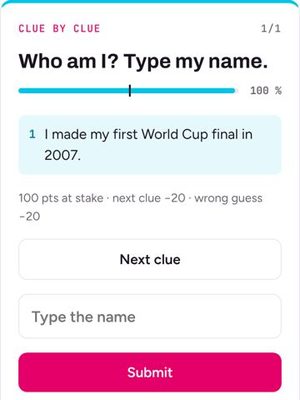 CLUE BY CLUE 1/1
Who am I? Type my name.
100 %
1 I made my first World Cup final in
2007.
100 pts at stake · next clue −20 · wrong guess
−20
Next clue
Type the name
Submit